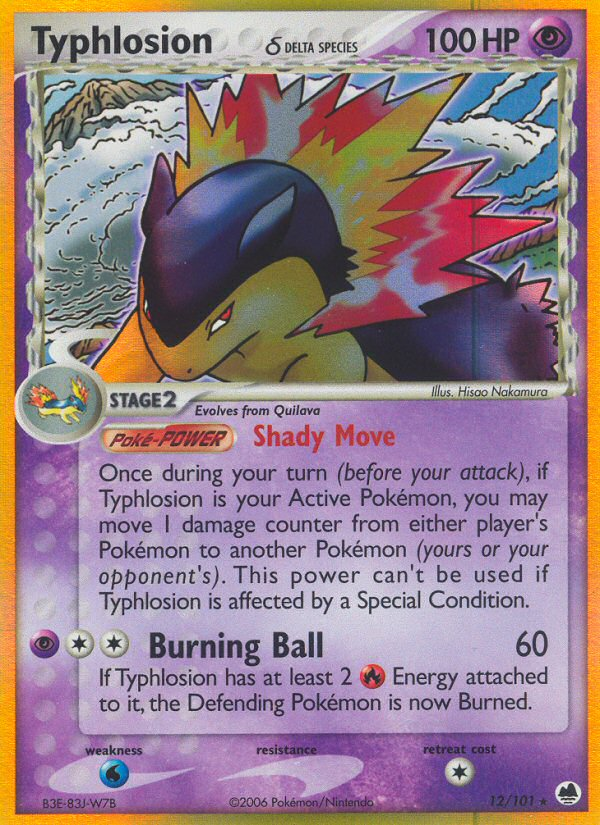 Typhlosion δ DELTA SPECIES 100 HP
Illus. Hisao Nakamura
STAGE2
Evolves from Quilava
Poké-POWER Shady Move
Once during your turn (before your attack), if
Typhlosion is your Active Pokémon, you may
move 1 damage counter from either player's
Pokémon to another Pokémon (yours or your
opponent's). This power can't be used if
Typhlosion is affected by a Special Condition.
Burning Ball 60
If Typhlosion has at least 2 Energy attached
to it, the Defending Pokémon is now Burned.
weakness resistance retreat cost
B3E-83J-W7B ©2006 Pokémon/Nintendo 12/101 ★